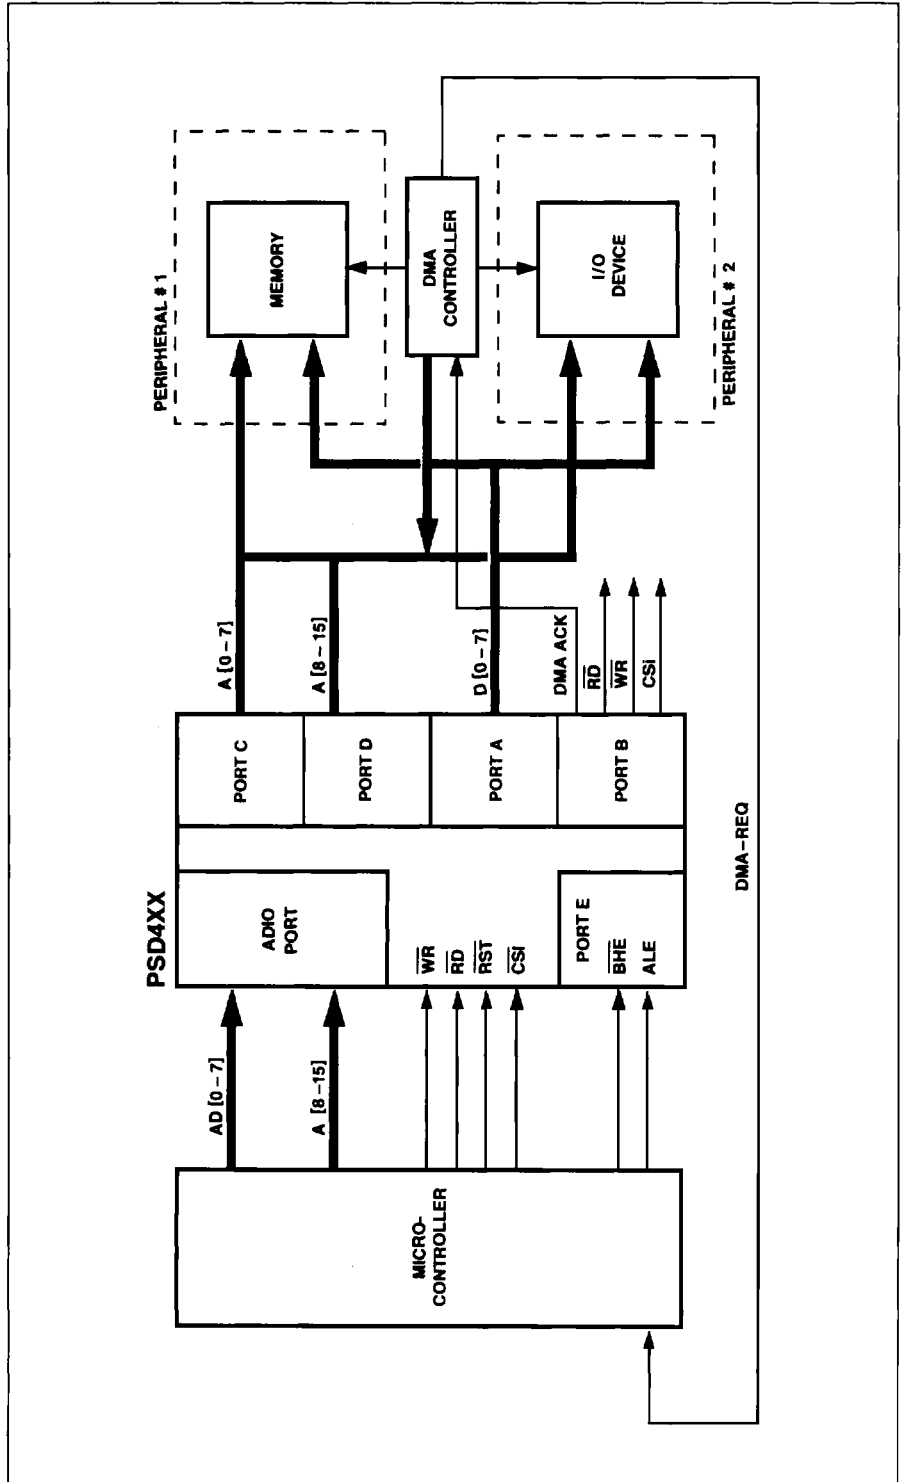 PSD4XX
MICRO-
CONTROLLER
AD [0 – 7]
A [8 –15]
ADIO
PORT
WR
RD
RST
CSi
PORT E
BHE
ALE
PORT C
PORT D
PORT A
PORT B
A [0 – 7]
A [8 – 15]
D [0 – 7]
DMA ACK
RD
WR
CSi
PERIPHERAL # 1
MEMORY
DMA
CONTROLLER
I/O
DEVICE
PERIPHERAL # 2
DMA–REQ